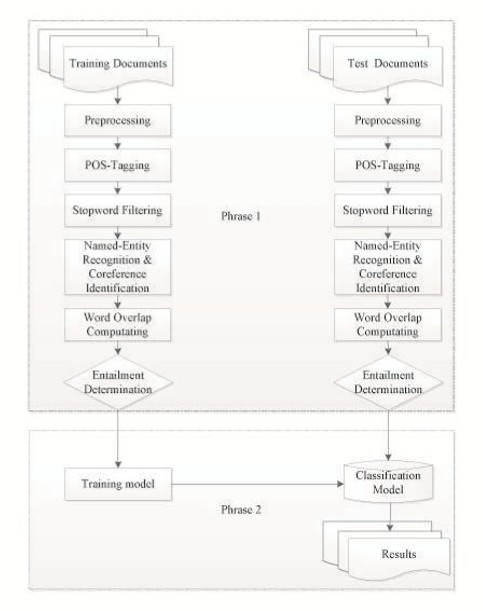 Training Documents
Preprocessing
POS-Tagging
Stopword Filtering
Named-Entity
Recognition &
Coreference
Identification
Word Overlap
Computating
Entailment
Determination
Test Documents
Preprocessing
POS-Tagging
Stopword Filtering
Named-Entity
Recognition &
Coreference
Identification
Word Overlap
Computating
Entailment
Determination
Phrase 1
Training model
Classification
Model
Phrase 2
Results